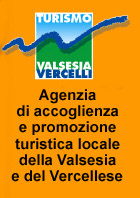 TURISMO
VALSESIA
VERCELLI
Agenzia
di accoglienza
e promozione
turistica locale
della Valsesia
e del Vercellese